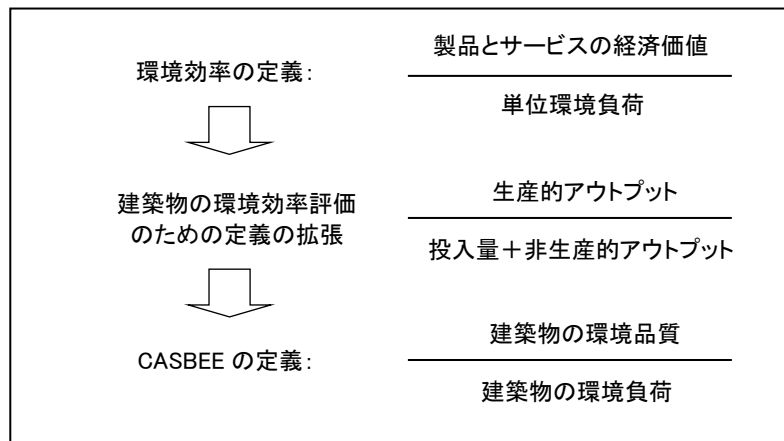 環境効率の定義：
製品とサービスの経済価値
単位環境負荷
建築物の環境効率評価
のための定義の拡張
生産的アウトプット
投入量＋非生産的アウトプット
CASBEE の定義：
建築物の環境品質
建築物の環境負荷